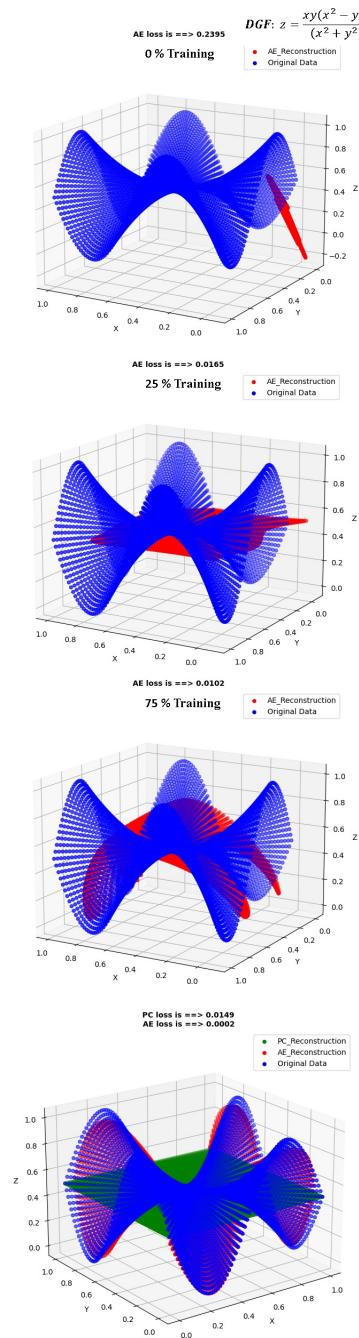 DGF: z = xy(x² − y
(x² + y²
AE loss is ==> 0.2395
0 % Training
AE_Reconstruction
Original Data
1.0
0.8
0.6
0.4
0.2
0.0
−0.2
Z
0.0
0.2
0.4
0.6
0.8
1.0
Y
1.0
0.8
0.6
0.4
0.2
0.0
X
AE loss is ==> 0.0165
25 % Training
AE_Reconstruction
Original Data
1.0
0.8
0.6
0.4
0.2
0.0
Z
0.0
0.2
0.4
0.6
0.8
1.0
Y
1.0
0.8
0.6
0.4
0.2
0.0
X
AE loss is ==> 0.0102
75 % Training
AE_Reconstruction
Original Data
1.0
0.8
0.6
0.4
0.2
0.0
Z
0.0
0.2
0.4
0.6
0.8
1.0
Y
1.0
0.8
0.6
0.4
0.2
0.0
X
PC loss is ==> 0.0149
AE loss is ==> 0.0002
PC_Reconstruction
AE_Reconstruction
Original Data
1.0
0.8
0.6
0.4
0.2
0.0
Z
1.0
0.8
0.6
0.4
0.2
0.0
Y
0.0
0.2
0.4
0.6
0.8
1.0
X